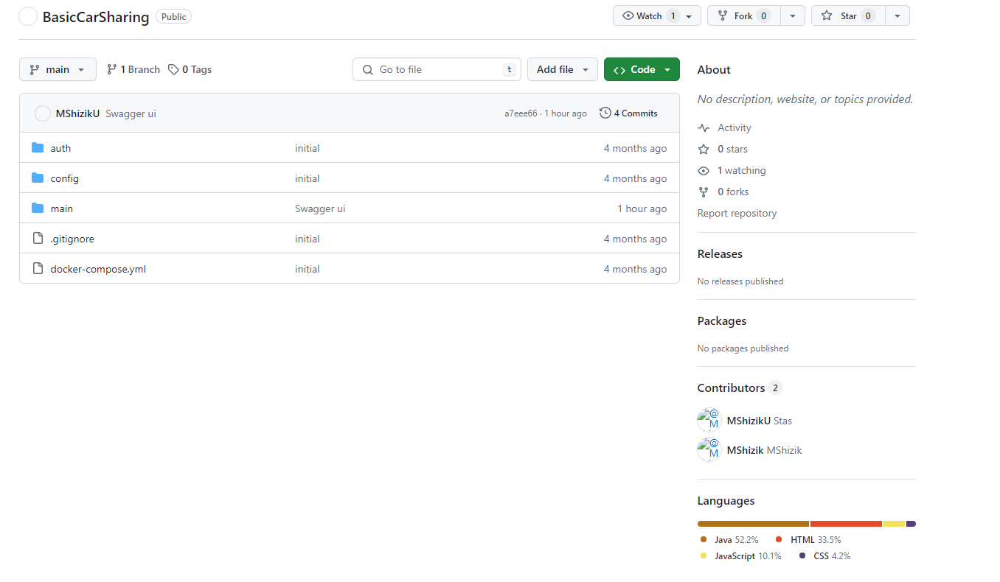 BasicCarSharing Public Watch 1 Fork 0 Star 0
main 1 Branch 0 Tags Go to file t Add file Code
MShizikU Swagger ui a7eee66 · 1 hour ago 4 Commits
auth initial 4 months ago
config initial 4 months ago
main Swagger ui 1 hour ago
.gitignore initial 4 months ago
docker-compose.yml initial 4 months ago
About
No description, website, or topics provided.
Activity
0 stars
1 watching
0 forks
Report repository
Releases
No releases published
Packages
No packages published
Contributors 2
@
M
MShizikU Stas
@
M
MShizik MShizik
Languages
Java 52.2% HTML 33.5%
JavaScript 10.1% CSS 4.2%